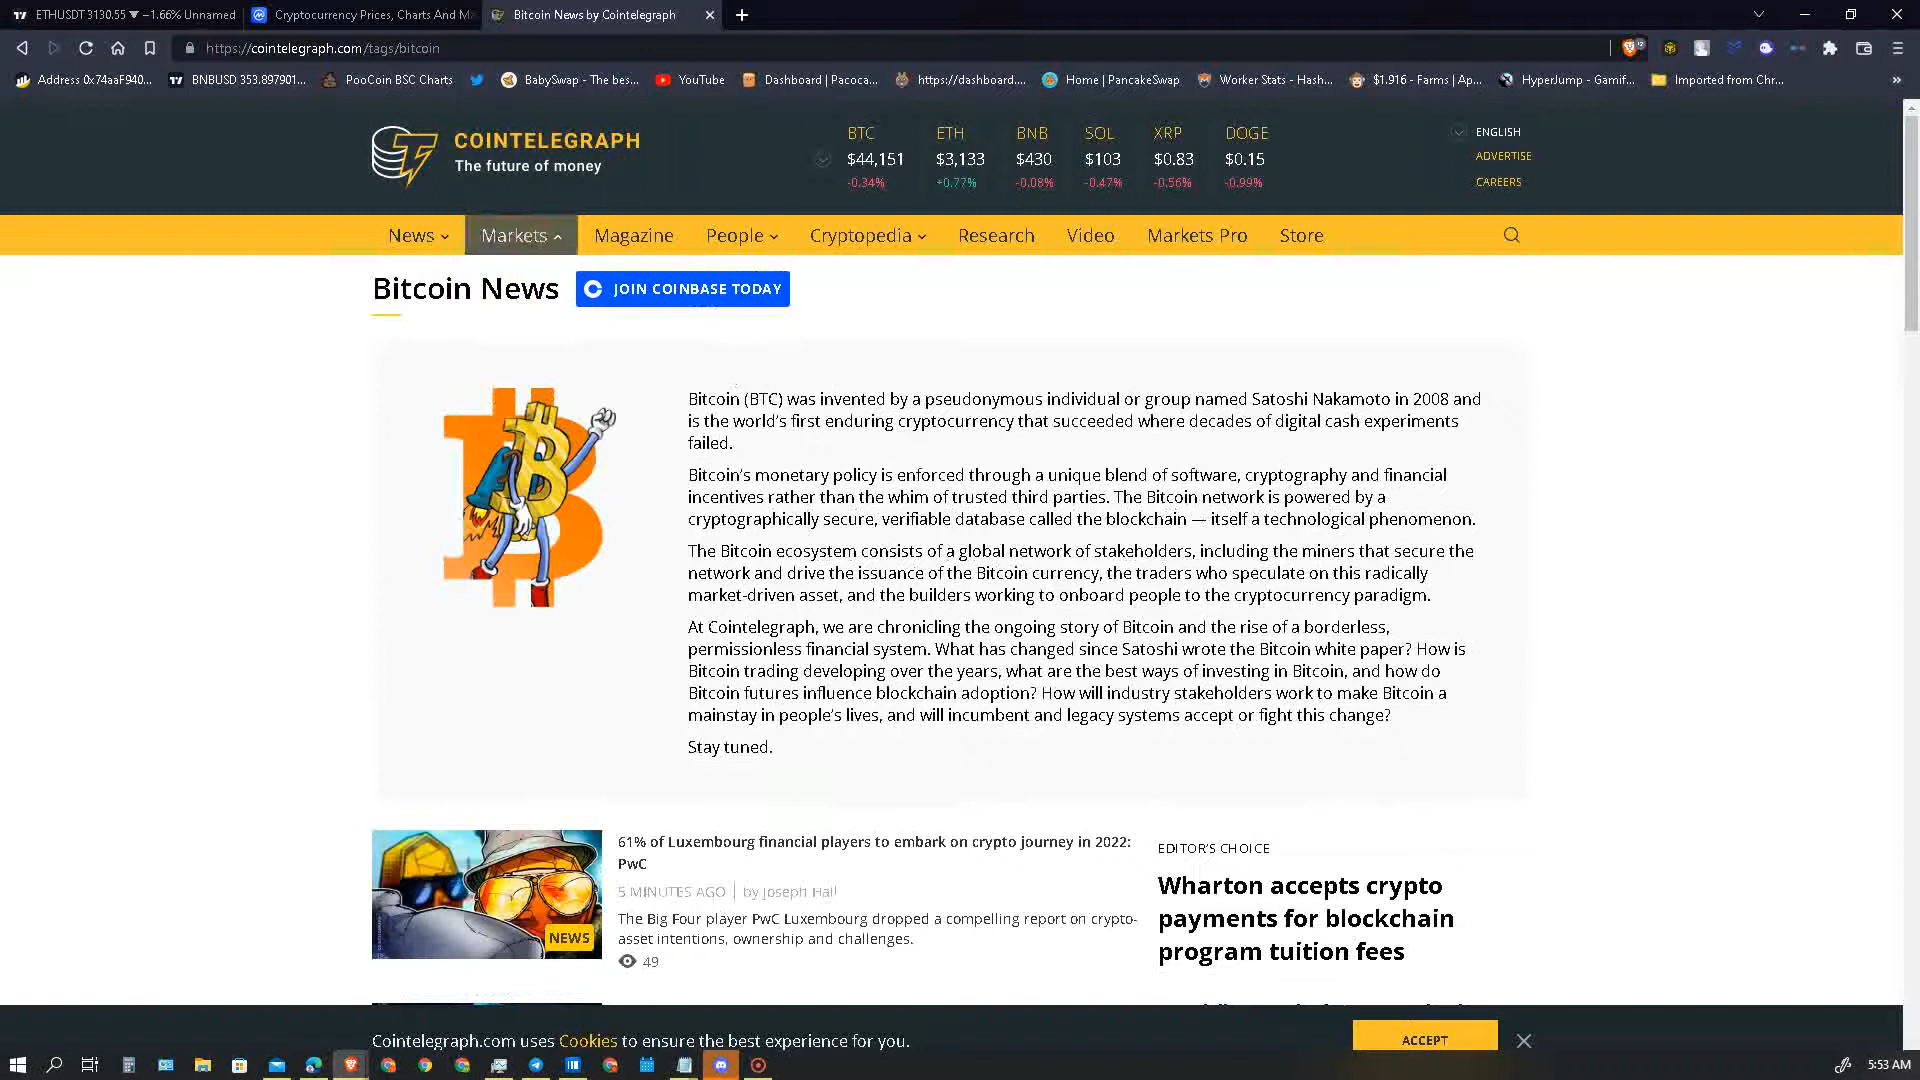 ETHUSDT 3130.55 ▼ −1.66% Unnamed
Cryptocurrency Prices, Charts And M
Bitcoin News by Cointelegraph
https://cointelegraph.com/tags/bitcoin
Address 0x74aaF940...
BNBUSD 353.897901...
PooCoin BSC Charts
BabySwap - The bes...
YouTube
Dashboard | Pacoca...
https://dashboard....
Home | PancakeSwap
Worker Stats - Hash...
$1.916 - Farms | Ap...
HyperJump - Gamif...
Imported from Chr...
COINTELEGRAPH
The future of money
BTC ETH BNB SOL XRP DOGE
$44,151 $3,133 $430 $103 $0.83 $0.15
-0.34% +0.77% -0.08% -0.47% -0.56% -0.99%
ENGLISH
ADVERTISE
CAREERS
News Markets Magazine People Cryptopedia Research Video Markets Pro Store
Bitcoin News
JOIN COINBASE TODAY
Bitcoin (BTC) was invented by a pseudonymous individual or group named Satoshi Nakamoto in 2008 and
is the world's first enduring cryptocurrency that succeeded where decades of digital cash experiments
failed.
Bitcoin's monetary policy is enforced through a unique blend of software, cryptography and financial
incentives rather than the whim of trusted third parties. The Bitcoin network is powered by a
cryptographically secure, verifiable database called the blockchain — itself a technological phenomenon.
The Bitcoin ecosystem consists of a global network of stakeholders, including the miners that secure the
network and drive the issuance of the Bitcoin currency, the traders who speculate on this radically
market-driven asset, and the builders working to onboard people to the cryptocurrency paradigm.
At Cointelegraph, we are chronicling the ongoing story of Bitcoin and the rise of a borderless,
permissionless financial system. What has changed since Satoshi wrote the Bitcoin white paper? How is
Bitcoin trading developing over the years, what are the best ways of investing in Bitcoin, and how do
Bitcoin futures influence blockchain adoption? How will industry stakeholders work to make Bitcoin a
mainstay in people's lives, and will incumbent and legacy systems accept or fight this change?
Stay tuned.
61% of Luxembourg financial players to embark on crypto journey in 2022:
PwC
5 MINUTES AGO | by Joseph Hall
The Big Four player PwC Luxembourg dropped a compelling report on crypto-
asset intentions, ownership and challenges.
49
NEWS
EDITOR'S CHOICE
Wharton accepts crypto
payments for blockchain
program tuition fees
Cointelegraph.com uses Cookies to ensure the best experience for you.
ACCEPT
5:53 AM